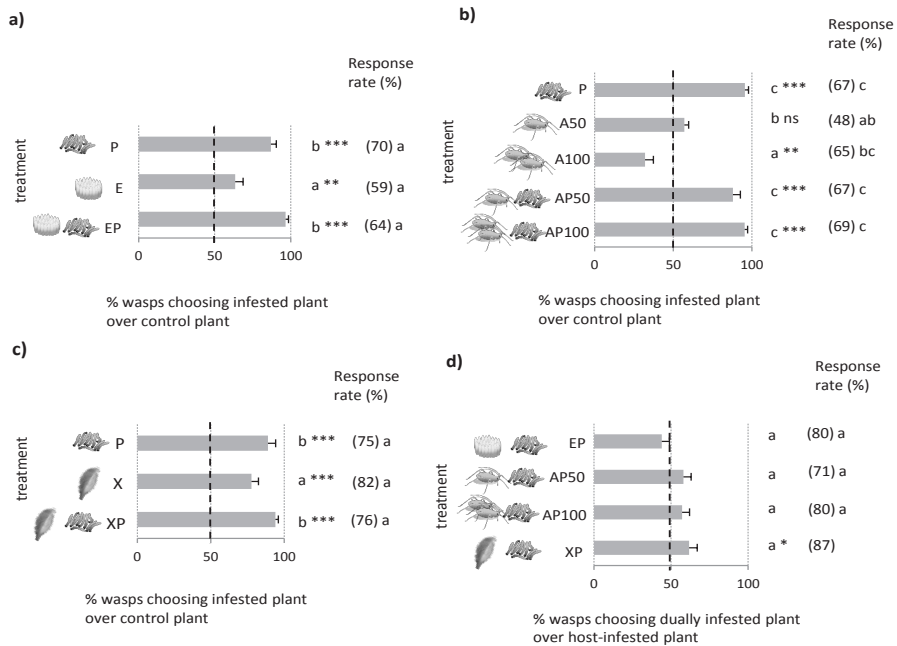 a)
Response
rate (%)
treatment
P b *** (70) a
E a ** (59) a
EP b *** (64) a
0 50 100
% wasps choosing infested plant
over control plant
b)
Response
rate (%)
treatment
P c *** (67) c
A50 b ns (48) ab
A100 a ** (65) bc
AP50 c *** (67) c
AP100 c *** (69) c
0 50 100
% wasps choosing infested plant
over control plant
c)
Response
rate (%)
treatment
P b *** (75) a
X a *** (82) a
XP b *** (76) a
0 50 100
% wasps choosing infested plant
over control plant
d)
Response
rate (%)
treatment
EP a (80) a
AP50 a (71) a
AP100 a (80) a
XP a * (87)
0 50 100
% wasps choosing dually infested plant
over host-infested plant